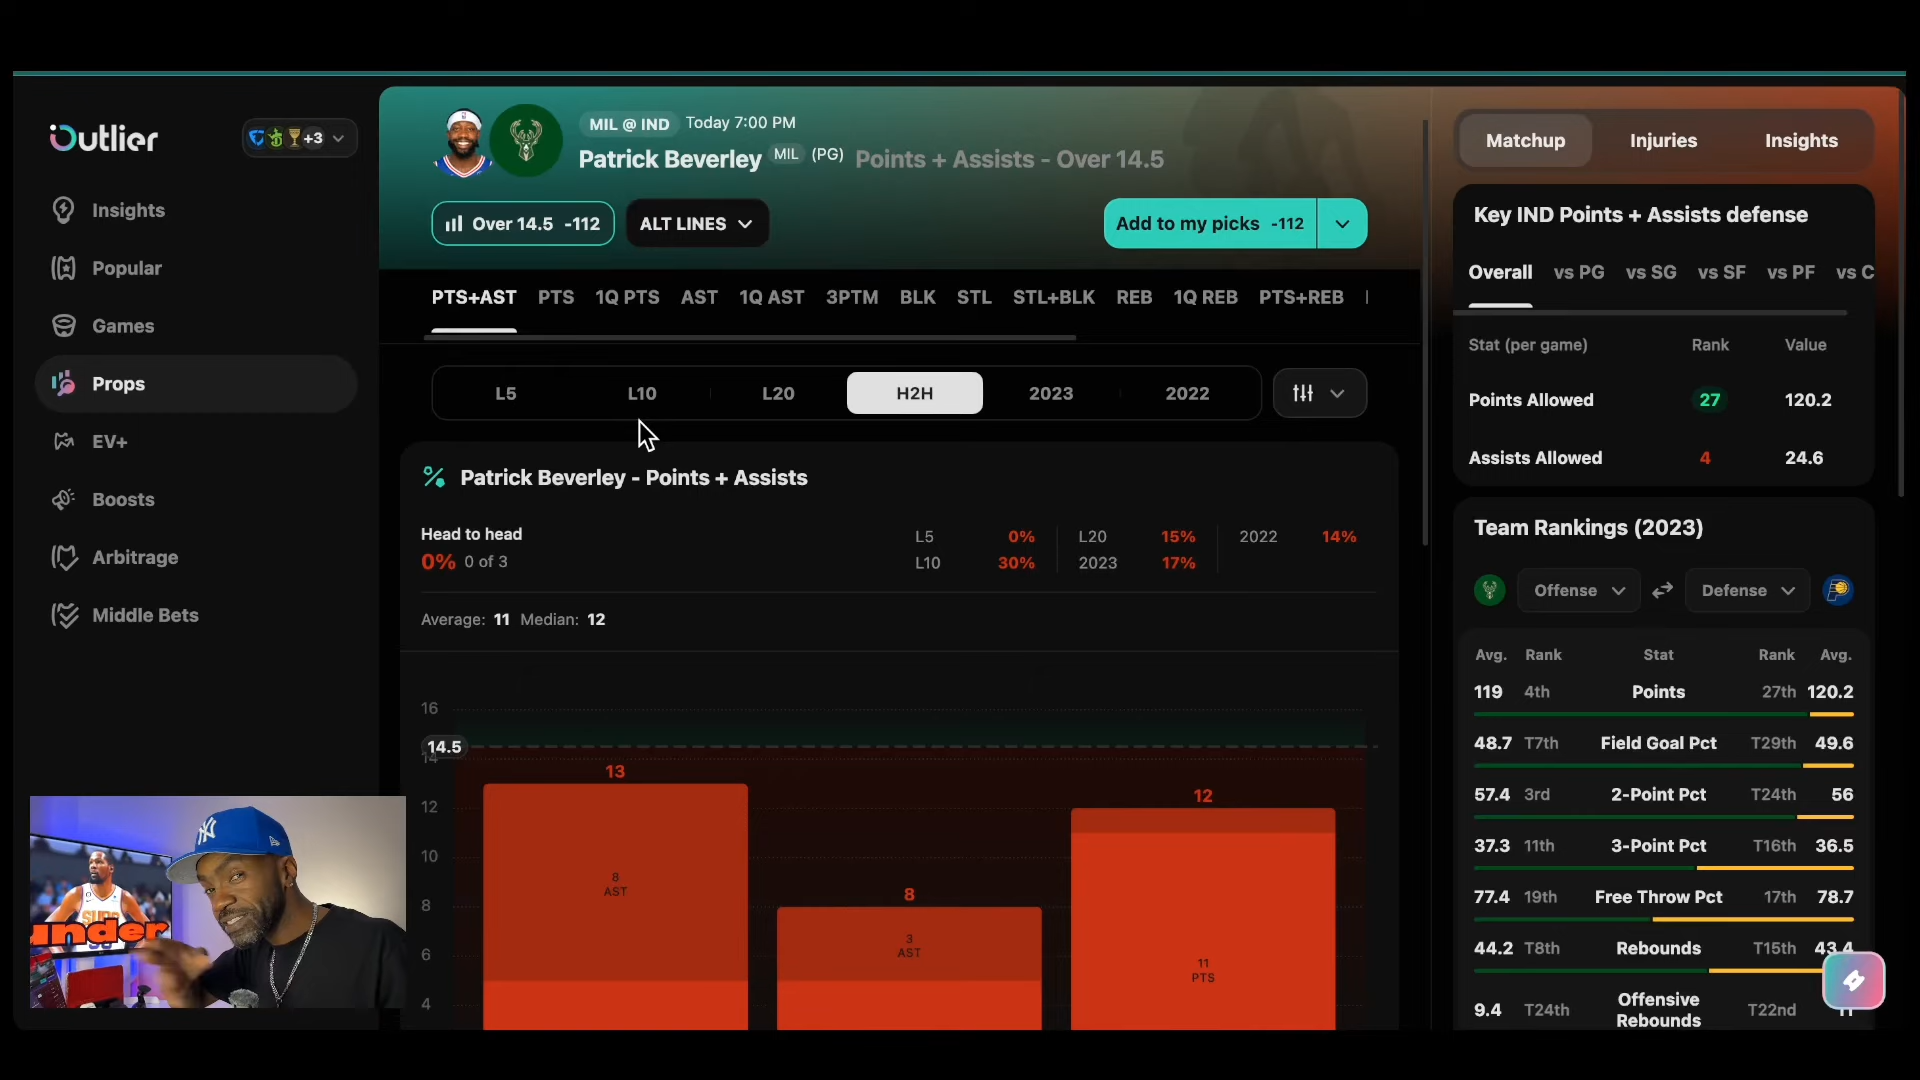 Outlier
+3
Insights
Popular
Games
Props
EV+
Boosts
Arbitrage
Middle Bets
MIL @ IND Today 7:00 PM
Patrick Beverley MIL (PG) Points + Assists - Over 14.5
Over 14.5 -112
ALT LINES
Add to my picks -112
PTS+AST PTS 1Q PTS AST 1Q AST 3PTM BLK STL STL+BLK REB 1Q REB PTS+REB
L5 L10 L20 H2H 2023 2022
Patrick Beverley - Points + Assists
Head to head
0% 0 of 3
L5 0% L20 15% 2022 14%
L10 30% 2023 17%
Average: 11 Median: 12
16
14.5
14
12
10
8
6
4
13
8
AST
8
3
AST
12
11
PTS
Matchup Injuries Insights
Key IND Points + Assists defense
Overall vs PG vs SG vs SF vs PF vs C
Stat (per game) Rank Value
Points Allowed 27 120.2
Assists Allowed 4 24.6
Team Rankings (2023)
Offense Defense
Avg. Rank Stat Rank Avg.
119 4th Points 27th 120.2
48.7 T7th Field Goal Pct T29th 49.6
57.4 3rd 2-Point Pct T24th 56
37.3 11th 3-Point Pct T16th 36.5
77.4 19th Free Throw Pct 17th 78.7
44.2 T8th Rebounds T15th 43.4
9.4 T24th Offensive Rebounds T22nd 11
under